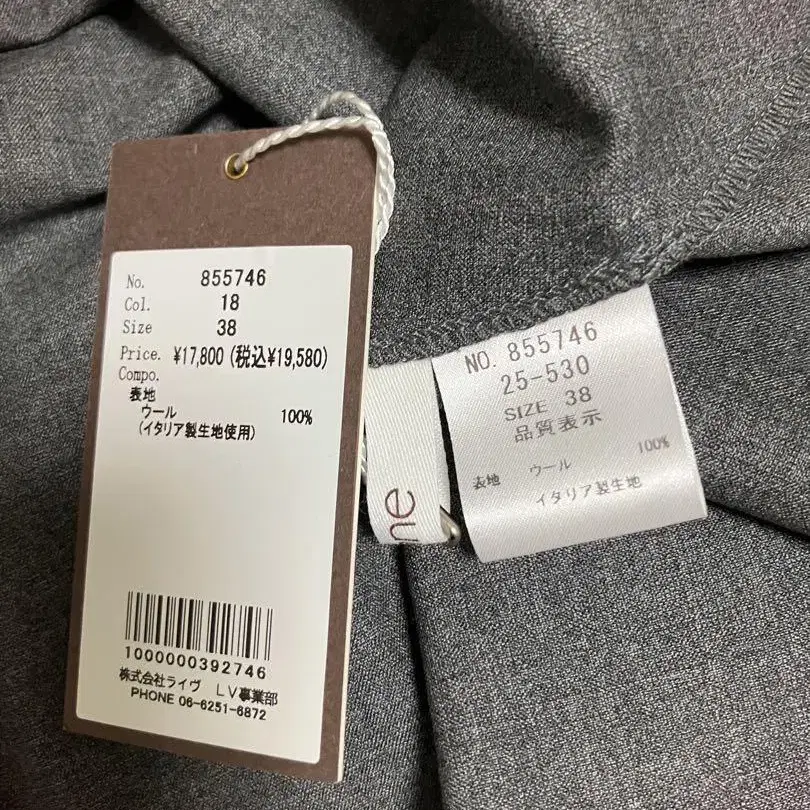 No. 855746
Col. 18
Size 38
Price. ¥17,800(税込¥19,580)
Compo.
表地
ウール 100%
(イタリア製生地使用)
1000000392746
株式会社ライヴ LV事業部
PHONE 06-6251-6872
ne
NO. 855746
25-530
SIZE 38
品質表示
表地 ウール 100%
イタリア製生地